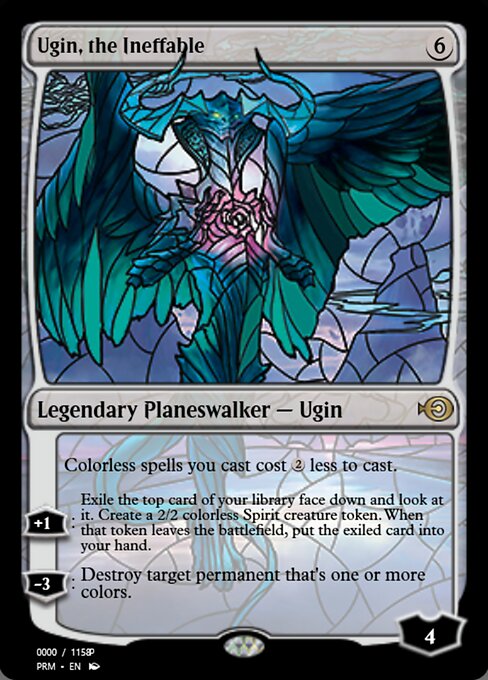 Ugin, the Ineffable 6
Legendary Planeswalker — Ugin
Colorless spells you cast cost 2 less to cast.
Exile the top card of your library face down and look at
+1 : it. Create a 2/2 colorless Spirit creature token. When
that token leaves the battlefield, put the exiled card into
your hand.
-3 : Destroy target permanent that's one or more
colors.
4
0000 / 1158P
PRM • EN